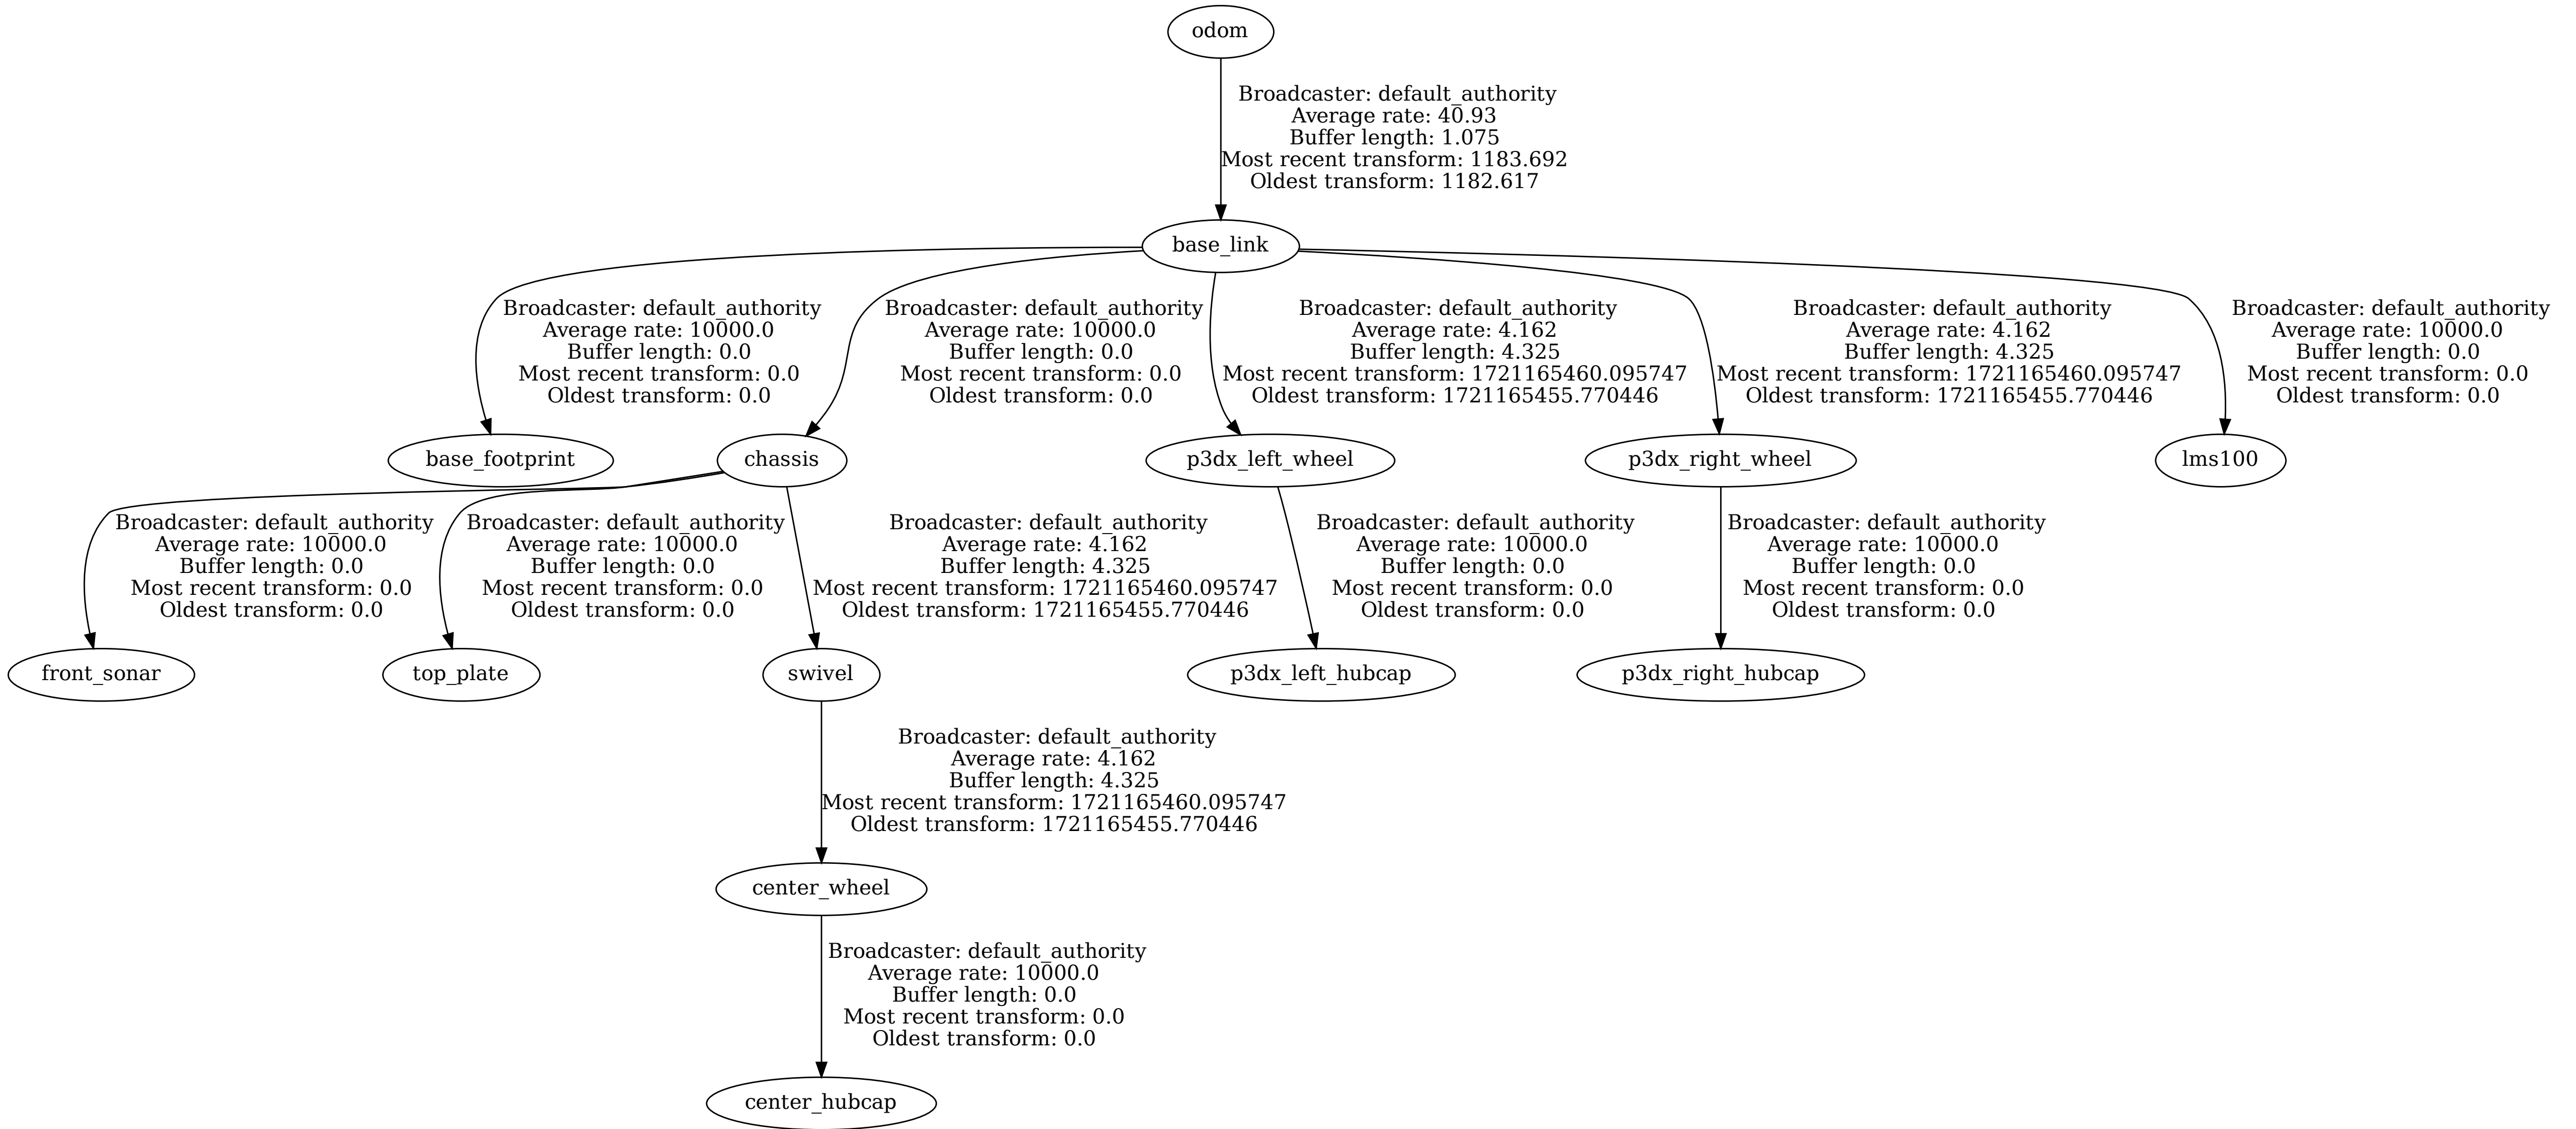 odom
Broadcaster: default_authority
Average rate: 40.93
Buffer length: 1.075
Most recent transform: 1183.692
Oldest transform: 1182.617
base_link
Broadcaster: default_authority
Average rate: 10000.0
Buffer length: 0.0
Most recent transform: 0.0
Oldest transform: 0.0
Broadcaster: default_authority
Average rate: 10000.0
Buffer length: 0.0
Most recent transform: 0.0
Oldest transform: 0.0
Broadcaster: default_authority
Average rate: 4.162
Buffer length: 4.325
Most recent transform: 1721165460.095747
Oldest transform: 1721165455.770446
Broadcaster: default_authority
Average rate: 4.162
Buffer length: 4.325
Most recent transform: 1721165460.095747
Oldest transform: 1721165455.770446
Broadcaster: default_authority
Average rate: 10000.0
Buffer length: 0.0
Most recent transform: 0.0
Oldest transform: 0.0
base_footprint
chassis
p3dx_left_wheel
p3dx_right_wheel
lms100
Broadcaster: default_authority
Average rate: 10000.0
Buffer length: 0.0
Most recent transform: 0.0
Oldest transform: 0.0
Broadcaster: default_authority
Average rate: 10000.0
Buffer length: 0.0
Most recent transform: 0.0
Oldest transform: 0.0
Broadcaster: default_authority
Average rate: 4.162
Buffer length: 4.325
Most recent transform: 1721165460.095747
Oldest transform: 1721165455.770446
Broadcaster: default_authority
Average rate: 10000.0
Buffer length: 0.0
Most recent transform: 0.0
Oldest transform: 0.0
Broadcaster: default_authority
Average rate: 10000.0
Buffer length: 0.0
Most recent transform: 0.0
Oldest transform: 0.0
front_sonar
top_plate
swivel
p3dx_left_hubcap
p3dx_right_hubcap
Broadcaster: default_authority
Average rate: 4.162
Buffer length: 4.325
Most recent transform: 1721165460.095747
Oldest transform: 1721165455.770446
center_wheel
Broadcaster: default_authority
Average rate: 10000.0
Buffer length: 0.0
Most recent transform: 0.0
Oldest transform: 0.0
center_hubcap